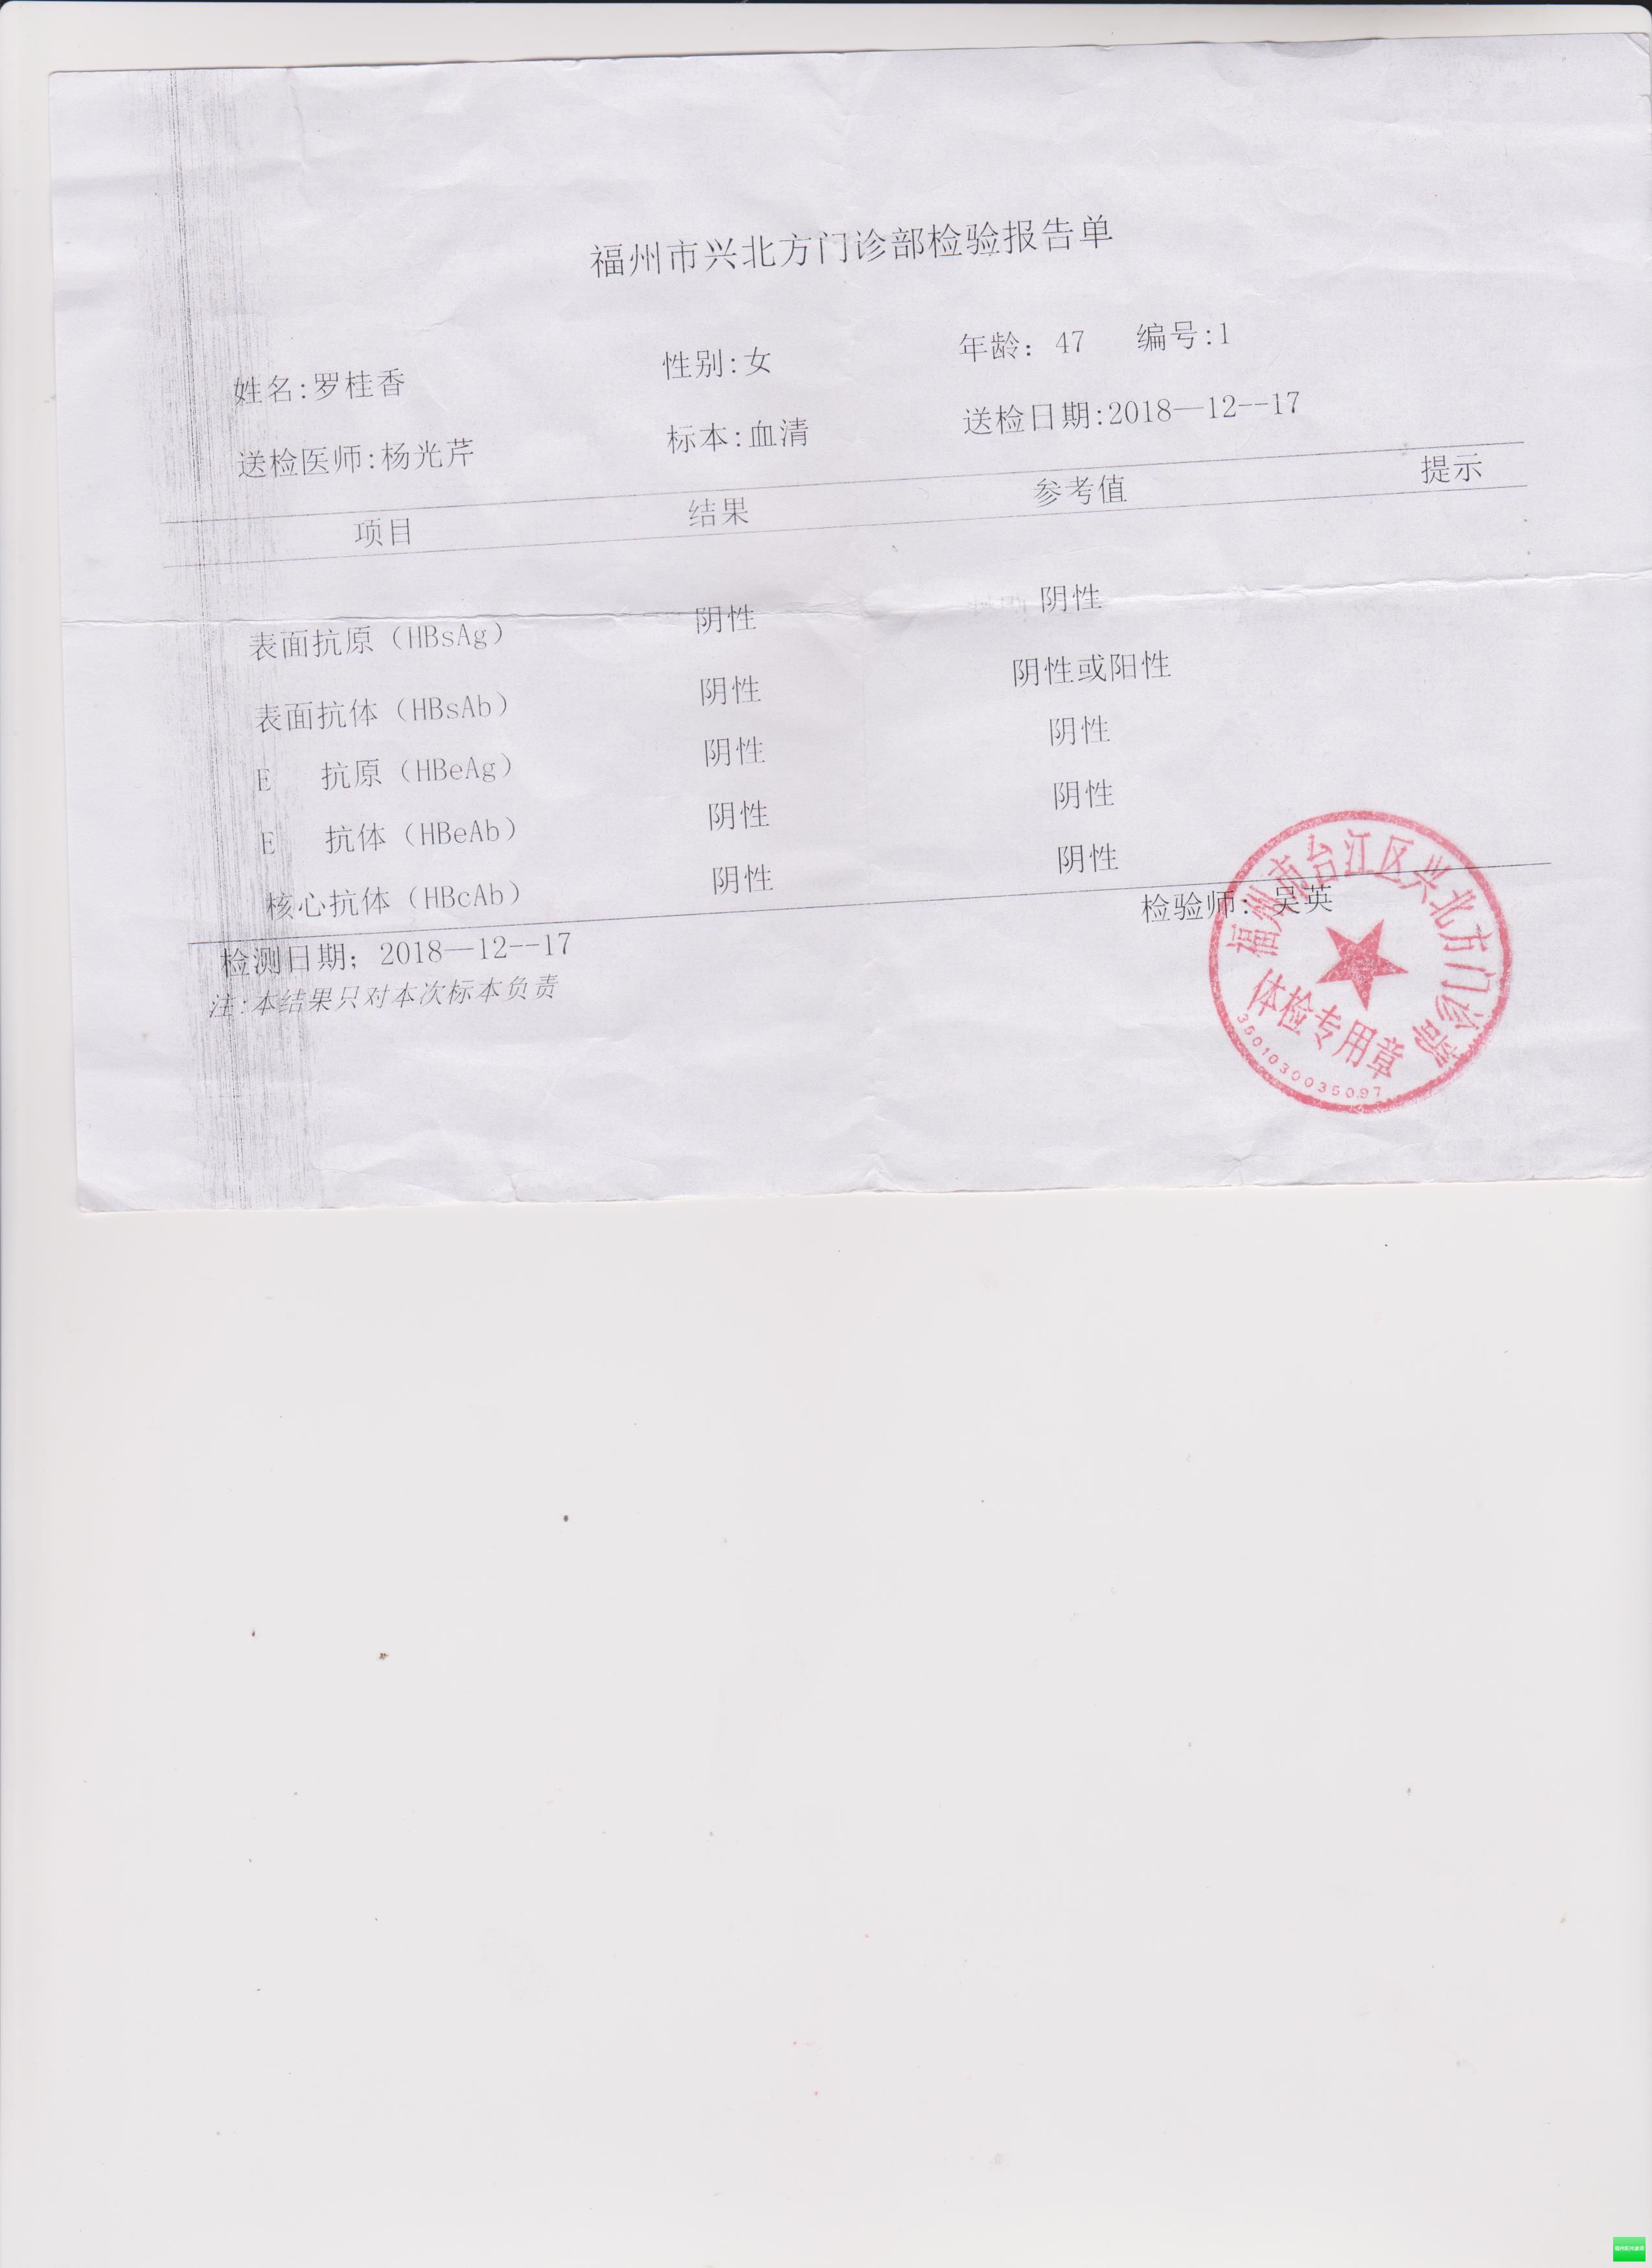 福州市兴北方门诊部检验报告单
姓名:罗桂香 性别:女 年龄: 47 编号:1
送检医师:杨光芹 标本:血清 送检日期:2018—12--17
项目 结果 参考值 提示
表面抗原（HBsAg） 阴性 阴性
表面抗体（HBsAb） 阴性 阴性或阳性
E 抗原（HBeAg） 阴性 阴性
E 抗体（HBeAb） 阴性 阴性
核心抗体（HBcAb） 阴性 阴性
检测日期; 2018—12--17 检验师: 吴英
注:本结果只对本次标本负责
福州市台江区兴北方门诊部
体检专用章